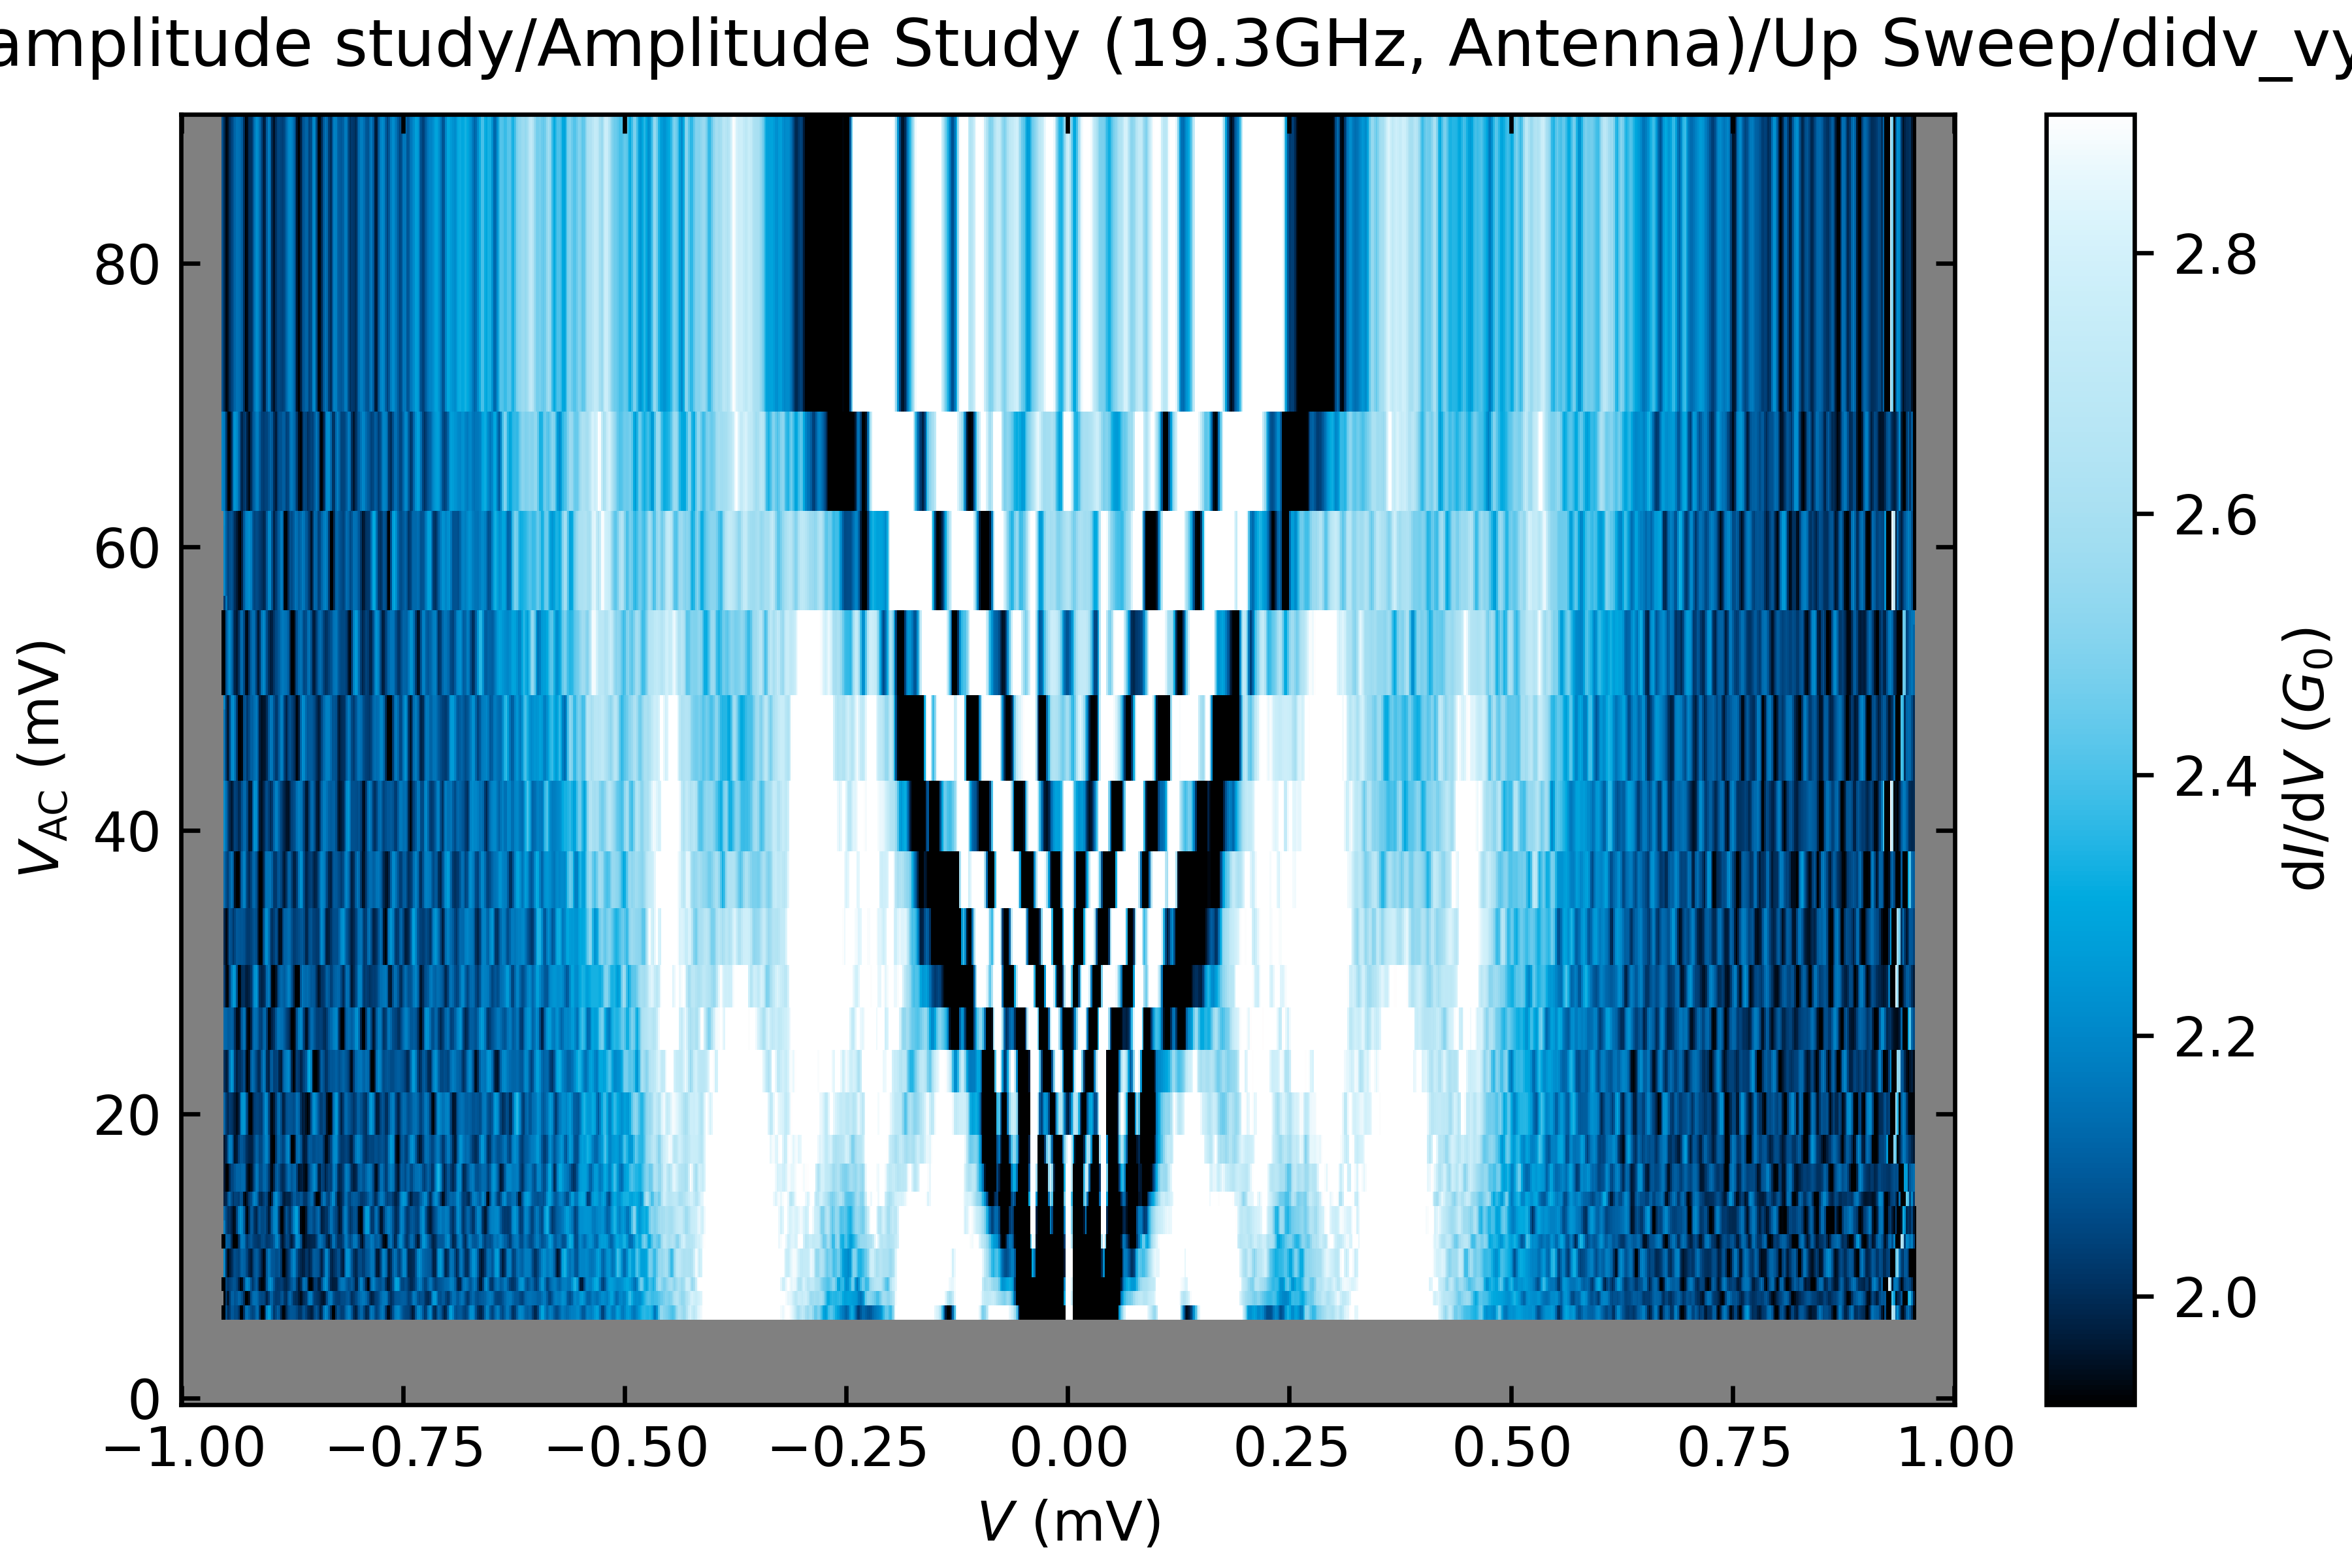 amplitude study/Amplitude Study (19.3GHz, Antenna)/Up Sweep/didv_vy
80
60
40
20
0
V_AC (mV)
−1.00 −0.75 −0.50 −0.25 0.00 0.25 0.50 0.75 1.00
V (mV)
2.8
2.6
2.4
2.2
2.0
dI/dV (G_0)